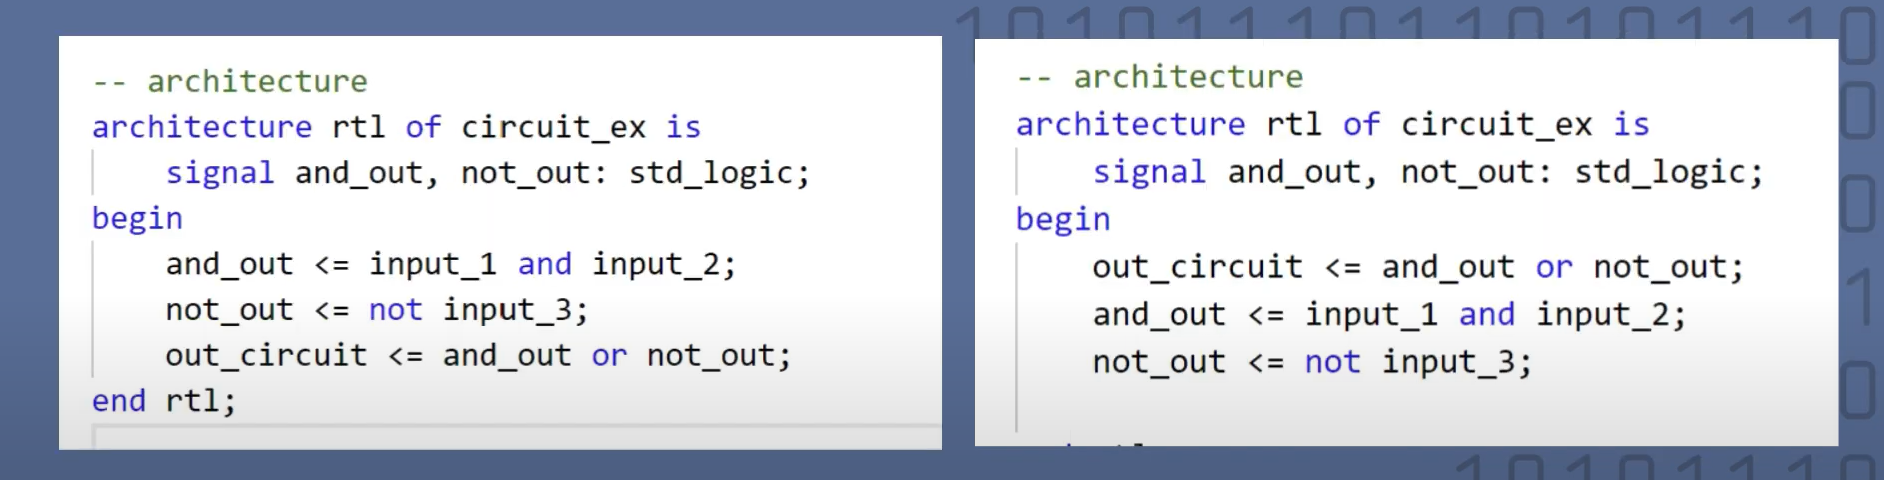 -- architecture
architecture rtl of circuit_ex is
signal and_out, not_out: std_logic;
begin
and_out <= input_1 and input_2;
not_out <= not input_3;
out_circuit <= and_out or not_out;
end rtl;
-- architecture
architecture rtl of circuit_ex is
signal and_out, not_out: std_logic;
begin
out_circuit <= and_out or not_out;
and_out <= input_1 and input_2;
not_out <= not input_3;